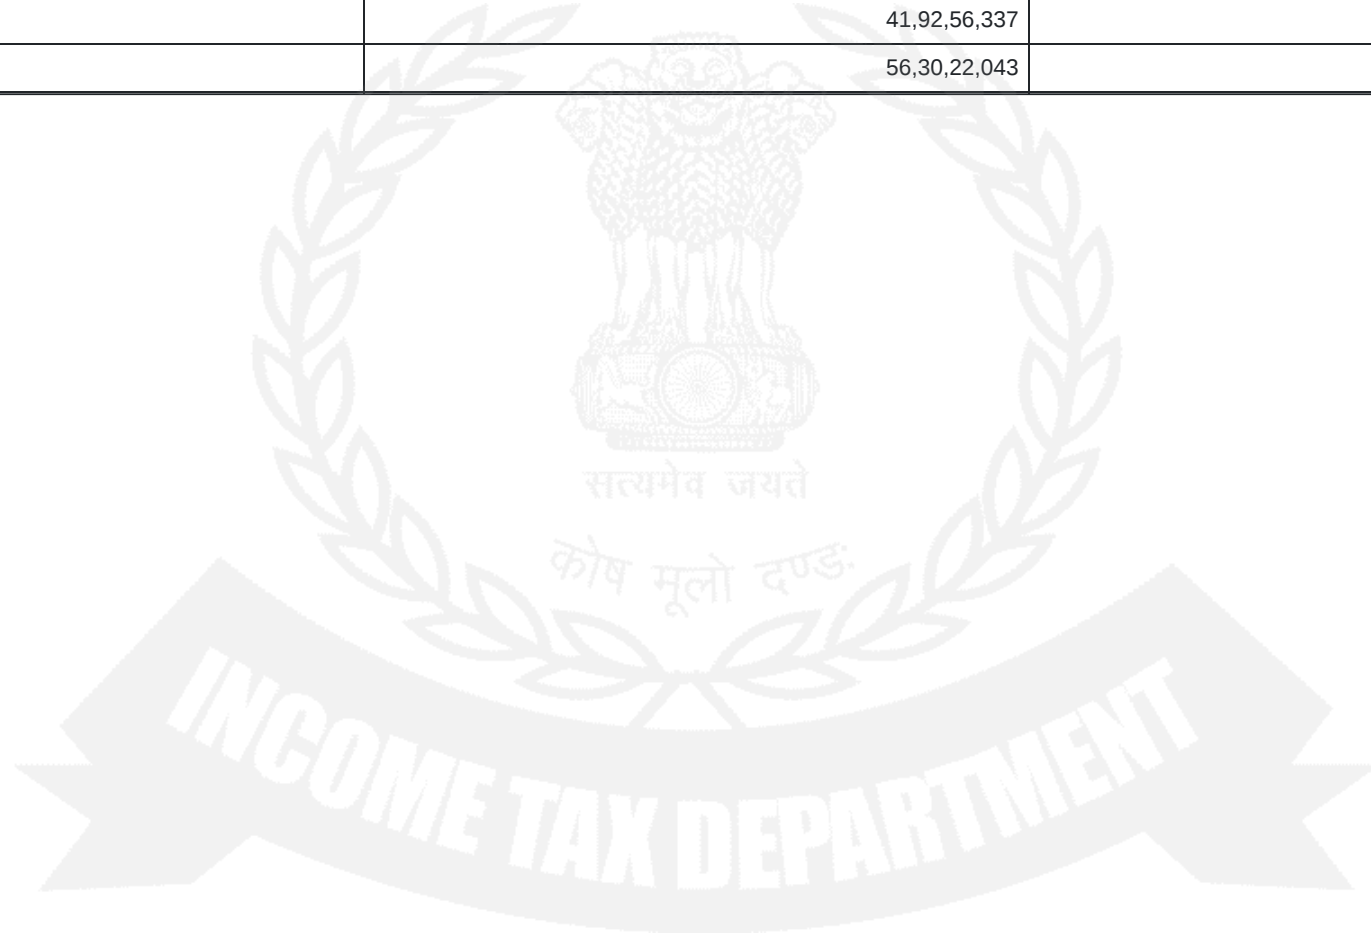 41,92,56,337
56,30,22,043
सत्यमेव जयते
कोष मूलो दण्डः
INCOME TAX DEPARTMENT